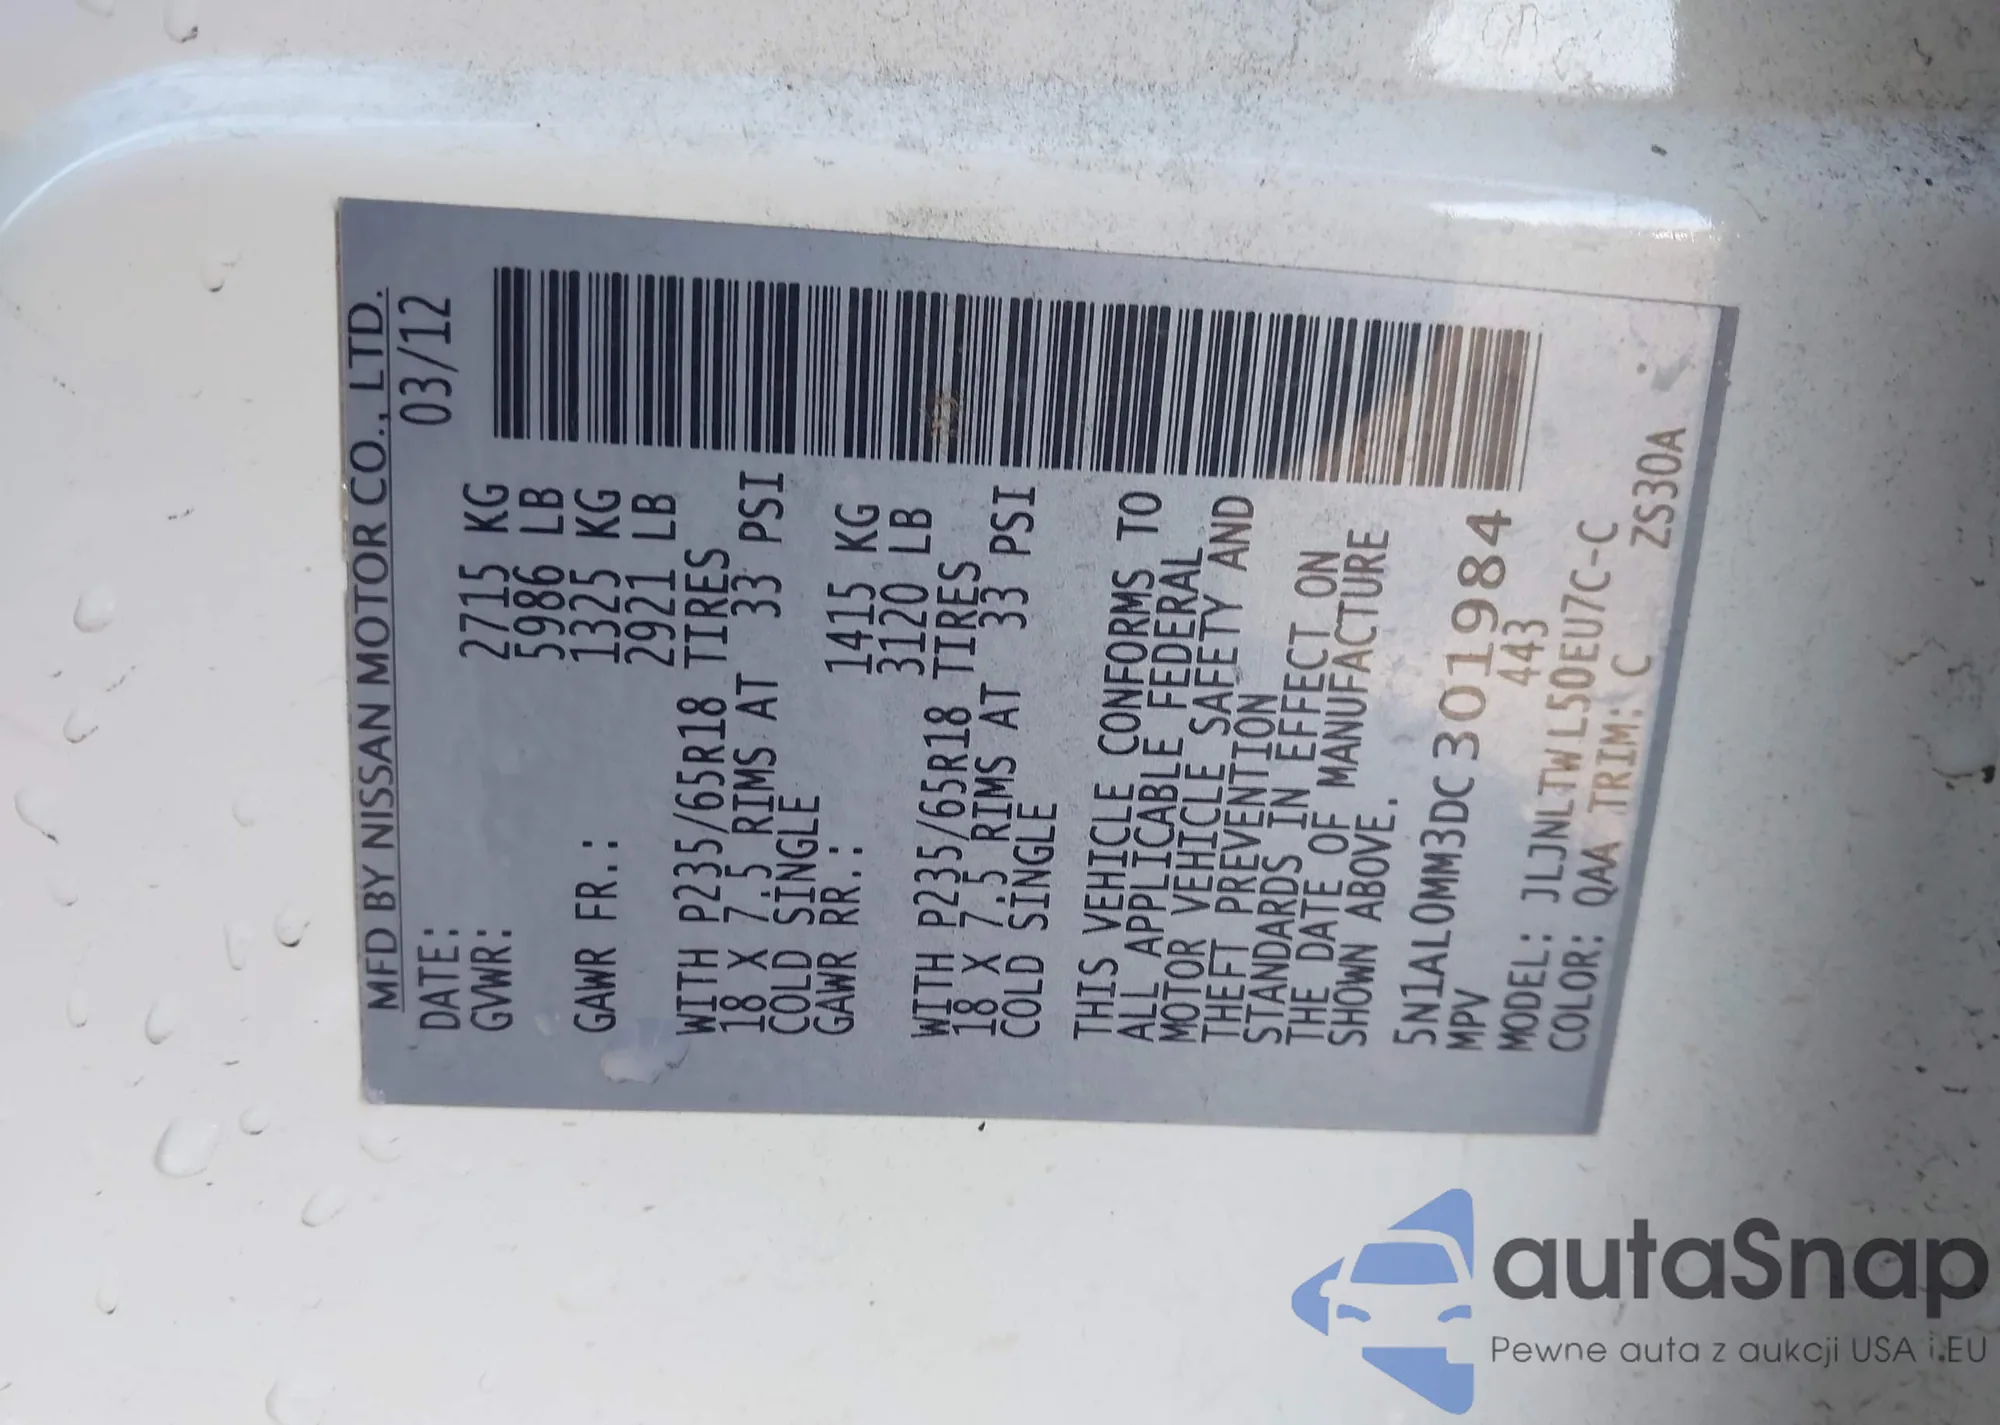 MFD BY NISSAN MOTOR CO., LTD.
DATE: 03/12
GVWR: 2715 KG
5986 LB
GAWR FR.: 1325 KG
2921 LB
WITH P235/65R18 TIRES
18 X 7.5 RIMS AT 33 PSI
COLD SINGLE
GAWR RR.: 1415 KG
3120 LB
WITH P235/65R18 TIRES
18 X 7.5 RIMS AT 33 PSI
COLD SINGLE
THIS VEHICLE CONFORMS TO
ALL APPLICABLE FEDERAL
MOTOR VEHICLE SAFETY AND
THEFT PREVENTION
STANDARDS IN EFFECT ON
THE DATE OF MANUFACTURE
SHOWN ABOVE.
5N1AL0MM3DC301984
MPV 443
MODEL: JLJNLTWL50EU7C-C
COLOR: QAA TRIM: C ZS30A
autaSnap
Pewne auta z aukcji USA i EU